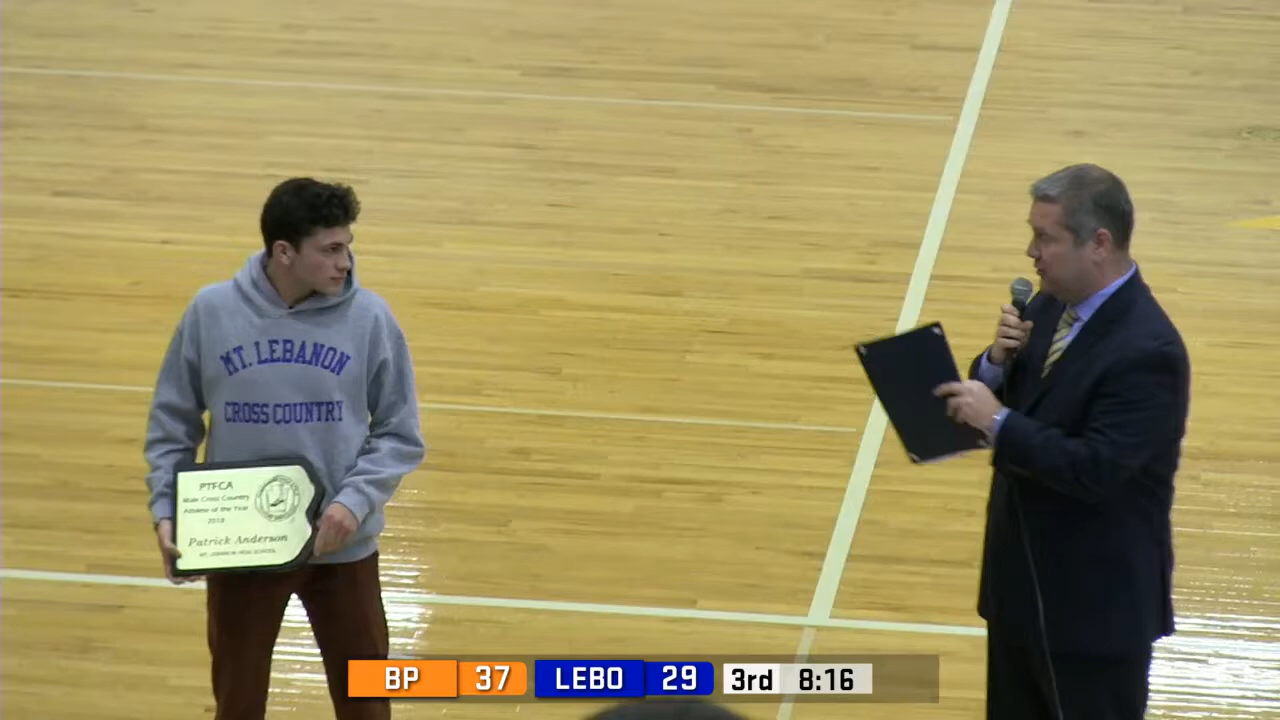 MT. LEBANON
CROSS COUNTRY
PTFCA
Male Cross Country
Athlete of the Year
2018
Patrick Anderson
MT. LEBANON HIGH SCHOOL
BP 37 LEBO 29 3rd 8:16